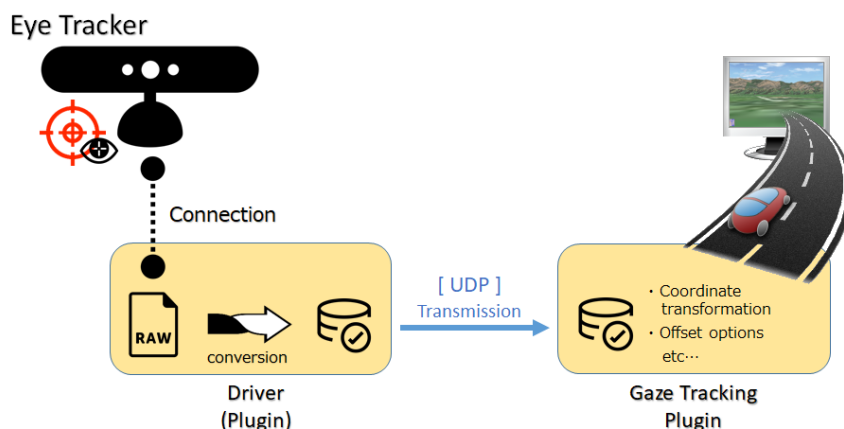 Eye Tracker
Connection
RAW
conversion
Driver
(Plugin)
[ UDP ]
Transmission
・Coordinate
transformation
・Offset options
etc…
Gaze Tracking
Plugin